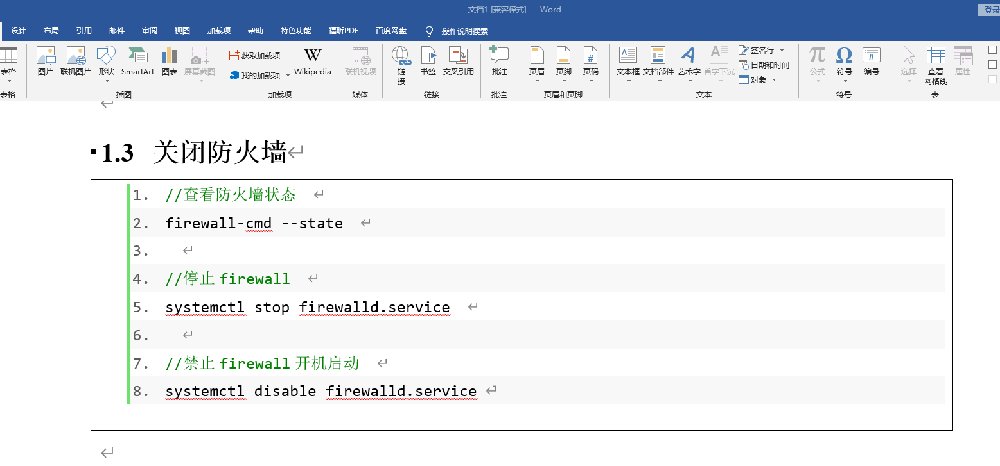 文档1 [兼容模式] - Word
登录
设计 布局 引用 邮件 审阅 视图 加载项 帮助 特色功能 福昕PDF 百度网盘 操作说明搜索
表格 图片 联机图片 形状 SmartArt 图表 屏幕截图 获取加载项 我的加载项 Wikipedia 联机视频 链接 书签 交叉引用 批注 页眉 页脚 页码 文本框 文档部件 艺术字 首字下沉 签名行 日期和时间 对象 公式 符号 编号 选择 查看网格线 属性
表格 插图 加载项 媒体 链接 批注 页眉和页脚 文本 符号 表
1.3 关闭防火墙
1. //查看防火墙状态
2. firewall-cmd --state
3.
4. //停止 firewall
5. systemctl stop firewalld.service
6.
7. //禁止 firewall 开机启动
8. systemctl disable firewalld.service